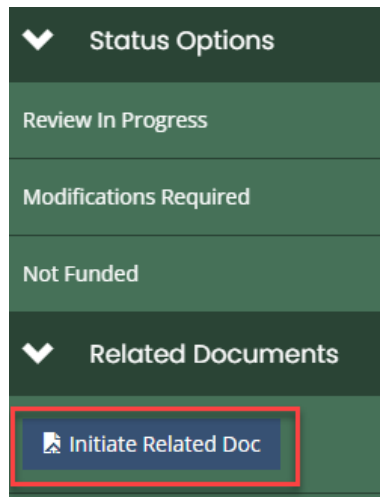 Status Options
Review In Progress
Modifications Required
Not Funded
Related Documents
Initiate Related Doc